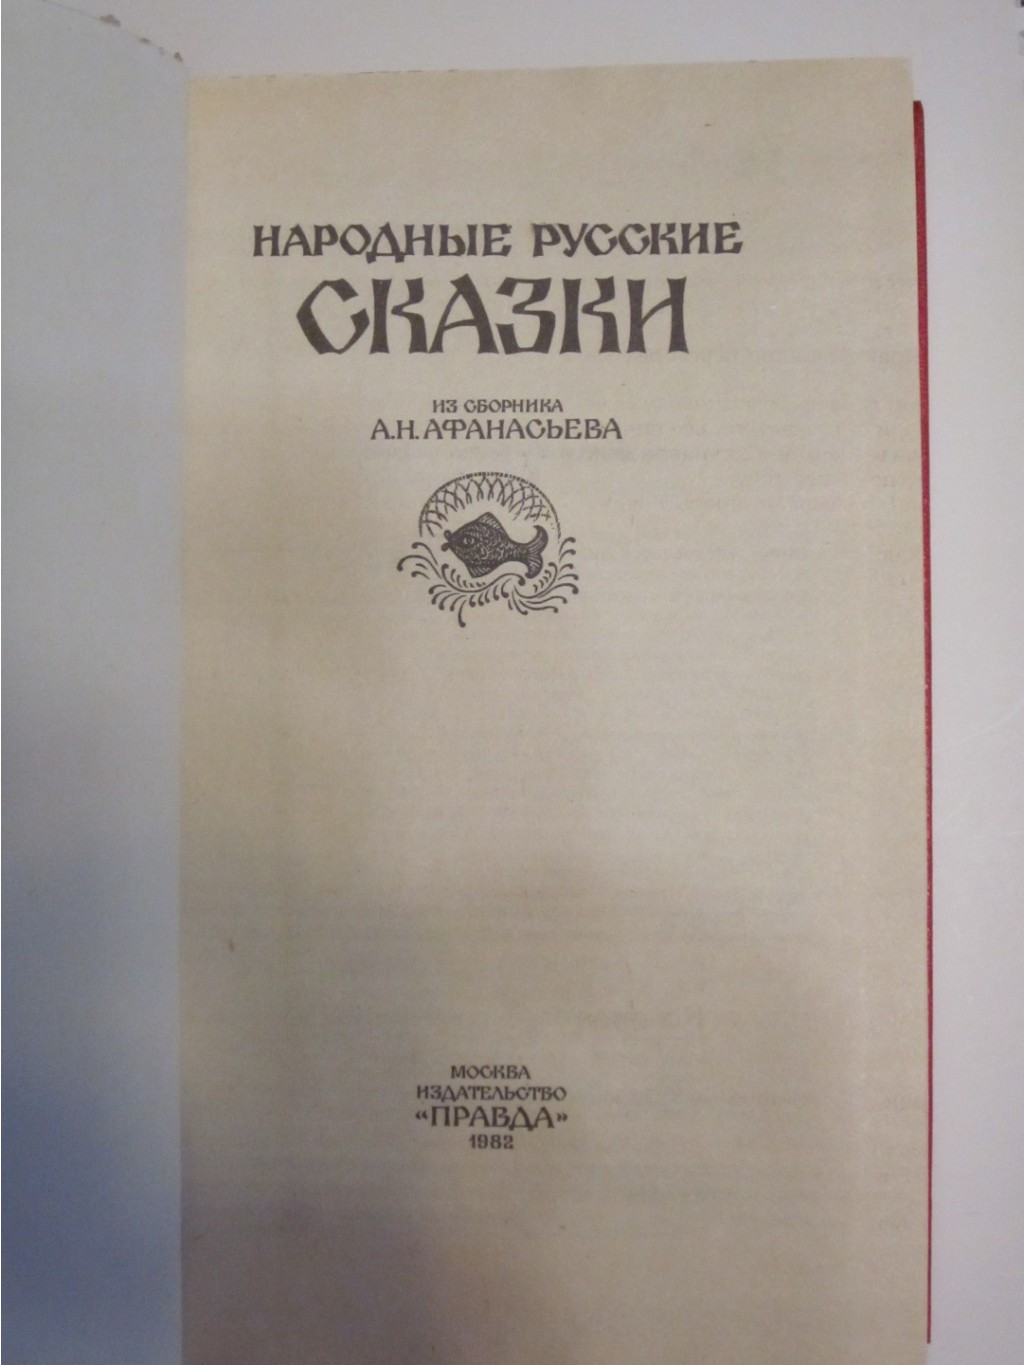 НАРОДНЫЕ РУССКИЕ
СКАЗКИ
ИЗ СБОРНИКА
А.Н.АФАНАСЬЕВА
МОСКВА
ИЗДАТЕЛЬСТВО
«ПРАВДА»
1982